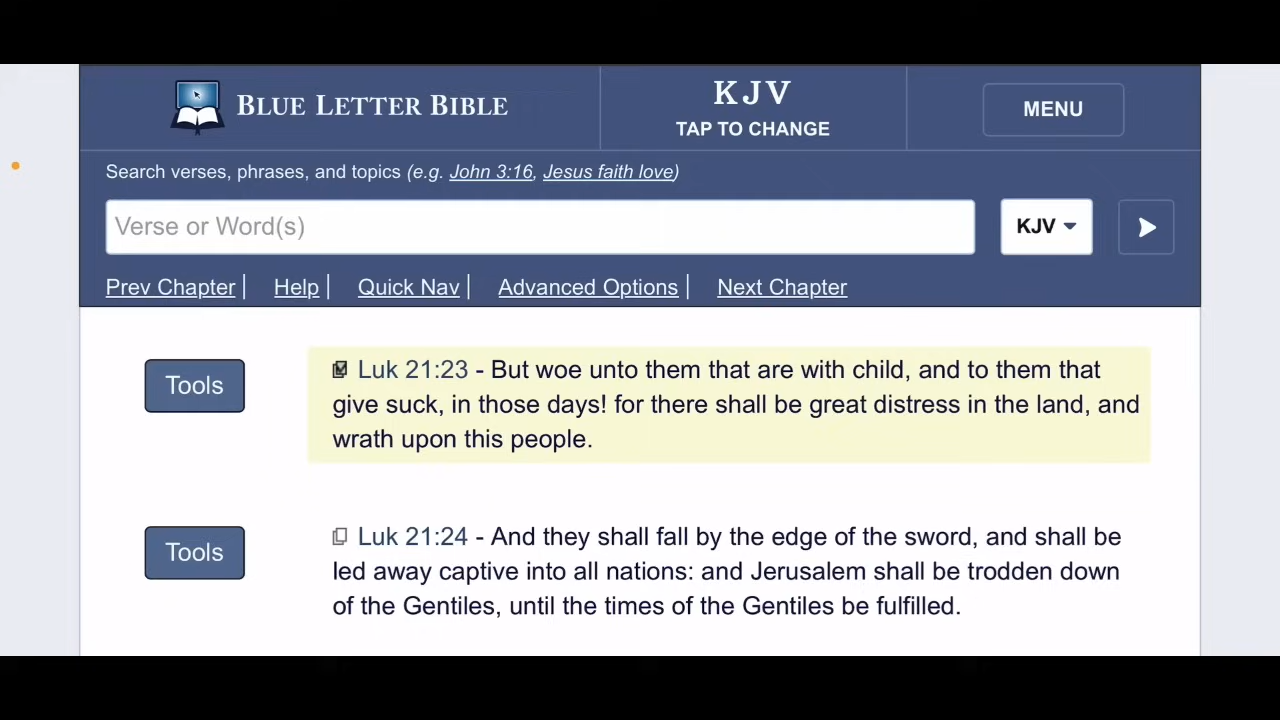 BLUE LETTER BIBLE
KJV
TAP TO CHANGE
MENU
Search verses, phrases, and topics (e.g. John 3:16, Jesus faith love)
Verse or Word(s)
KJV
Prev Chapter | Help | Quick Nav | Advanced Options | Next Chapter
Tools
Luk 21:23 - But woe unto them that are with child, and to them that
give suck, in those days! for there shall be great distress in the land, and
wrath upon this people.
Tools
Luk 21:24 - And they shall fall by the edge of the sword, and shall be
led away captive into all nations: and Jerusalem shall be trodden down
of the Gentiles, until the times of the Gentiles be fulfilled.